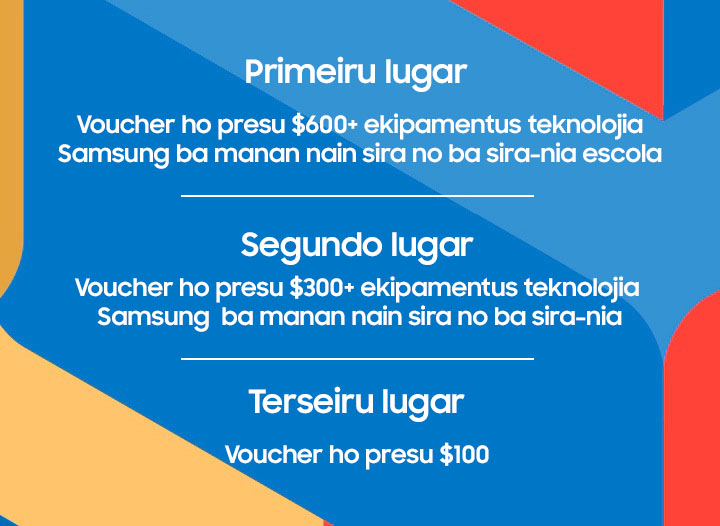 Primeiru lugar
Voucher ho presu $600+ ekipamentus teknolojia
Samsung ba manan nain sira no ba sira-nia escola
Segundo lugar
Voucher ho presu $300+ ekipamentus teknolojia
Samsung ba manan nain sira no ba sira-nia
Terseiru lugar
Voucher ho presu $100